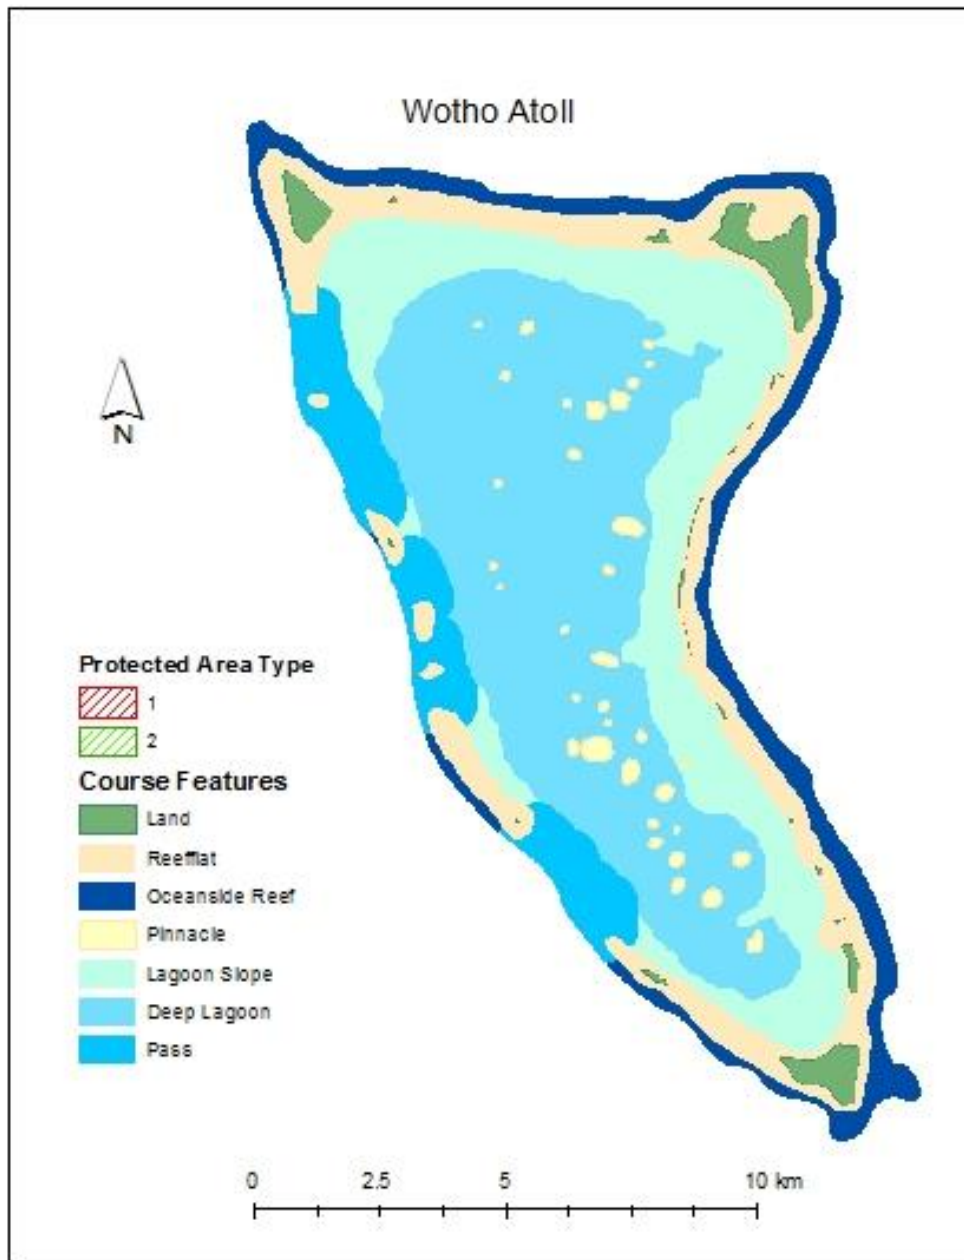 Wotho Atoll
N
Protected Area Type
1
2
Course Features
Land
Reefflat
Oceanside Reef
Pinnacle
Lagoon Slope
Deep Lagoon
Pass
0 2.5 5 10 km